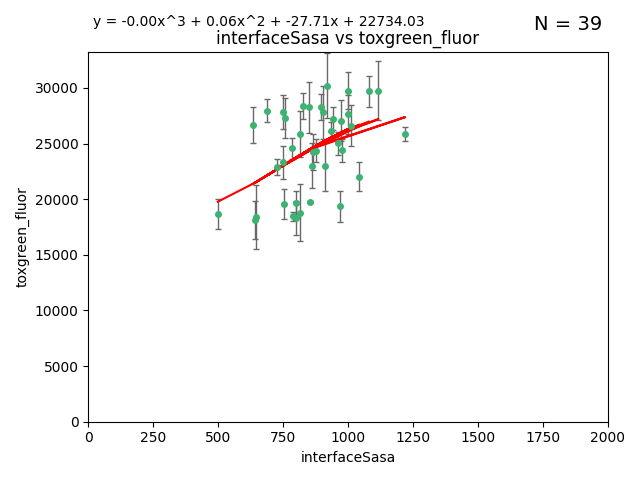 y = -0.00x^3 + 0.06x^2 + -27.71x + 22734.03
N = 39
interfaceSasa vs toxgreen_fluor
30000
25000
20000
15000
10000
5000
0
toxgreen_fluor
0 250 500 750 1000 1250 1500 1750 2000
interfaceSasa